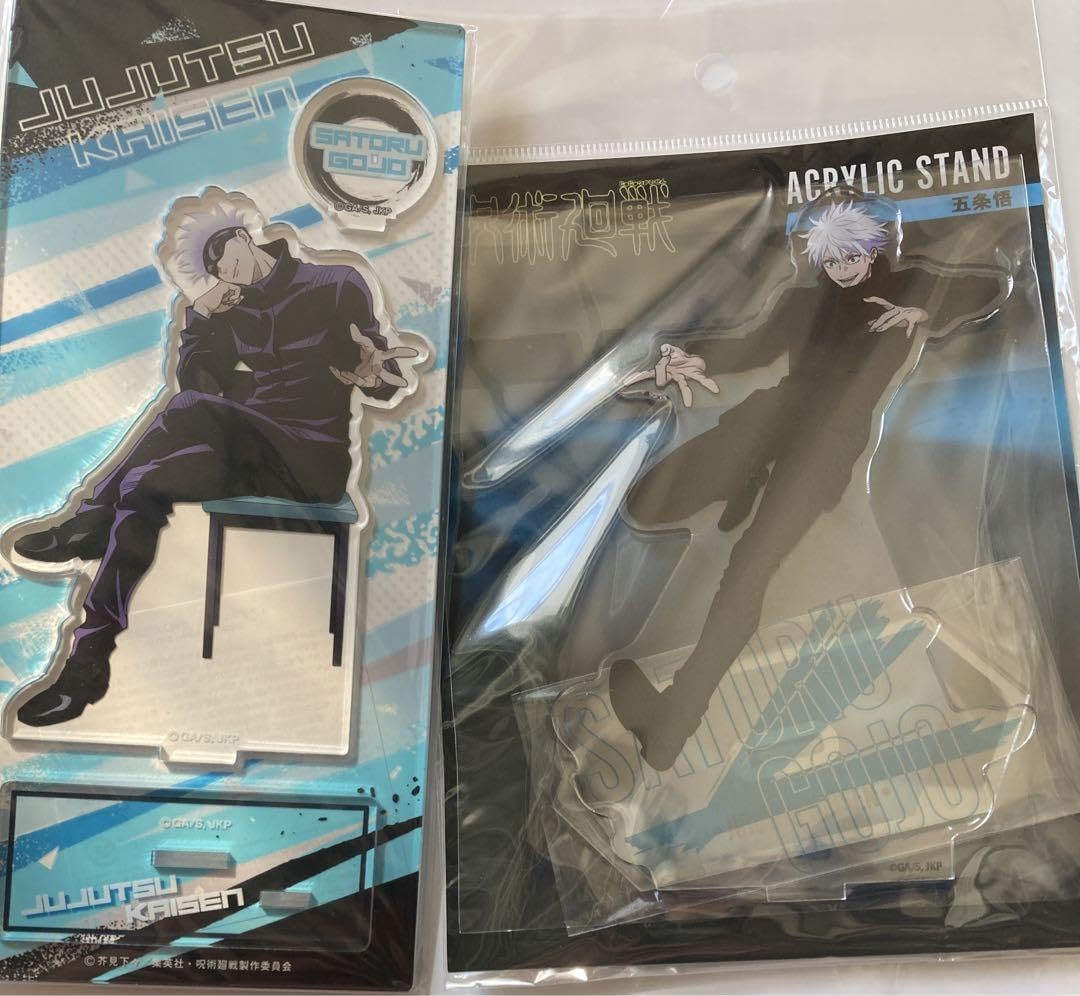 JUJUTSU
KAISEN
SATORU
GOJO
©GA/S, JKP
©GA/S, JKP
©GA/S, JKP
JUJUTSU
KAISEN
©芥見下々／集英社・呪術廻戦製作委員会
呪術廻戦
ACRYLIC STAND
五条悟
SATORU
GOJO
©GA/S, JKP